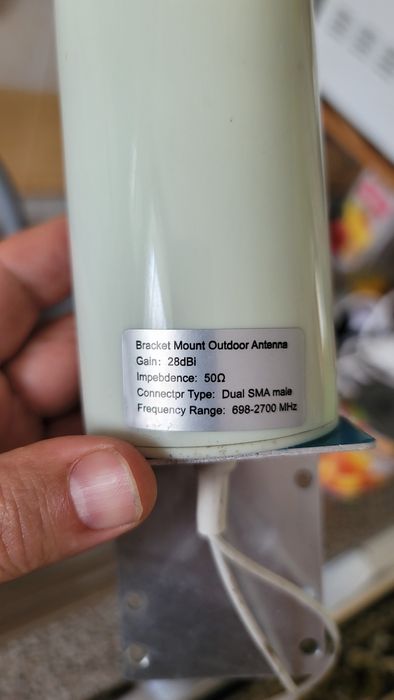 Bracket Mount Outdoor Antenna
Gain: 28dBi
Impebdence: 50Ω
Connectpr Type: Dual SMA male
Frequency Range: 698-2700 MHz